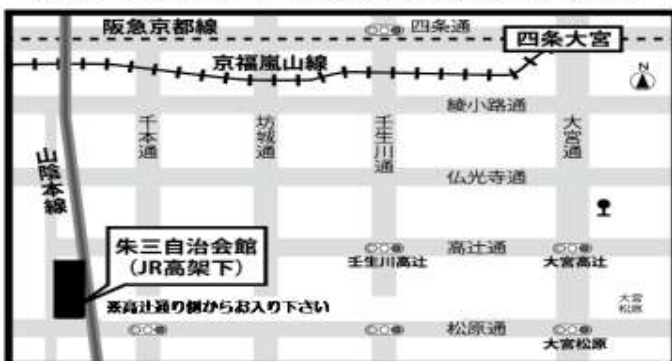 阪急京都線
四条通
四条大宮
京福嵐山線
N
綾小路通
千本通
坊城通
壬生川通
大宮通
山陰本線
仏光寺通
朱三自治会館
(JR高架下)
高辻通
壬生川高辻
大宮高辻
※高辻通り側からお入り下さい
大宮
松原
松原通
大宮松原